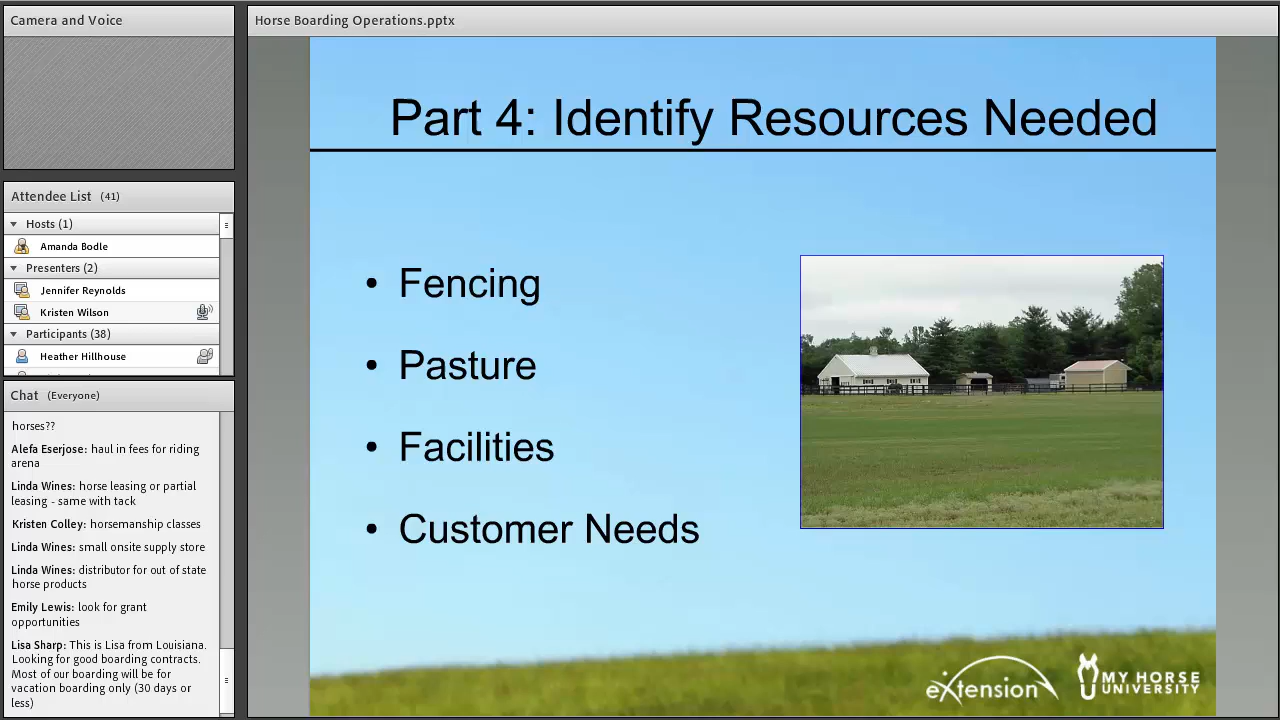 Camera and Voice
Attendee List (41)
Hosts (1)
Amanda Bodle
Presenters (2)
Jennifer Reynolds
Kristen Wilson
Participants (38)
Heather Hillhouse
Chat (Everyone)
horses??
Alefa Eserjose: haul in fees for riding
arena
Linda Wines: horse leasing or partial
leasing - same with tack
Kristen Colley: horsemanship classes
Linda Wines: small onsite supply store
Linda Wines: distributor for out of state
horse products
Emily Lewis: look for grant
opportunities
Lisa Sharp: This is Lisa from Louisiana.
Looking for good boarding contracts.
Most of our boarding will be for
vacation boarding only (30 days or
less)
Horse Boarding Operations.pptx
Part 4: Identify Resources Needed
• Fencing
• Pasture
• Facilities
• Customer Needs
eXtension
MY HORSE
UNIVERSITY